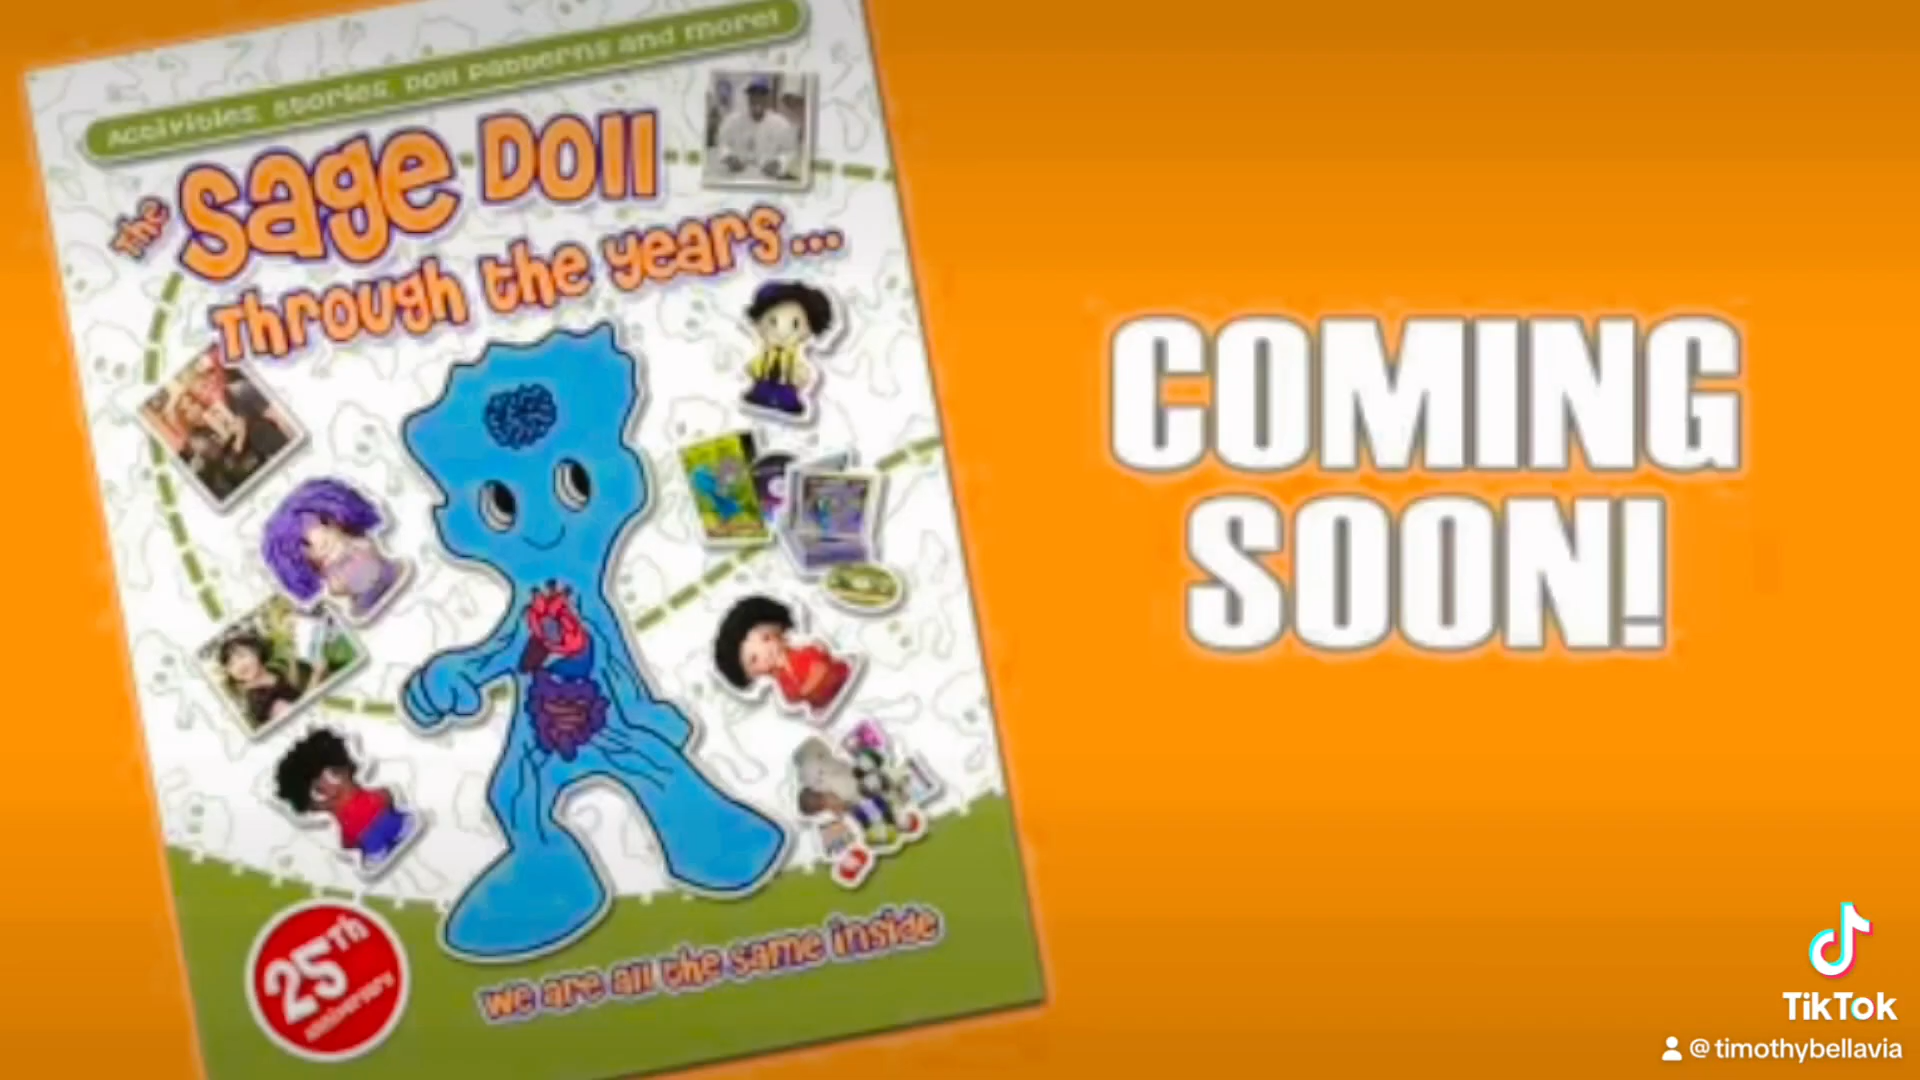 Activities, stories, Doll patterns and more!
The Sage Doll
Through the years...
25th
anniversary
we are all the same inside
COMING
SOON!
TikTok
@timothybellavia